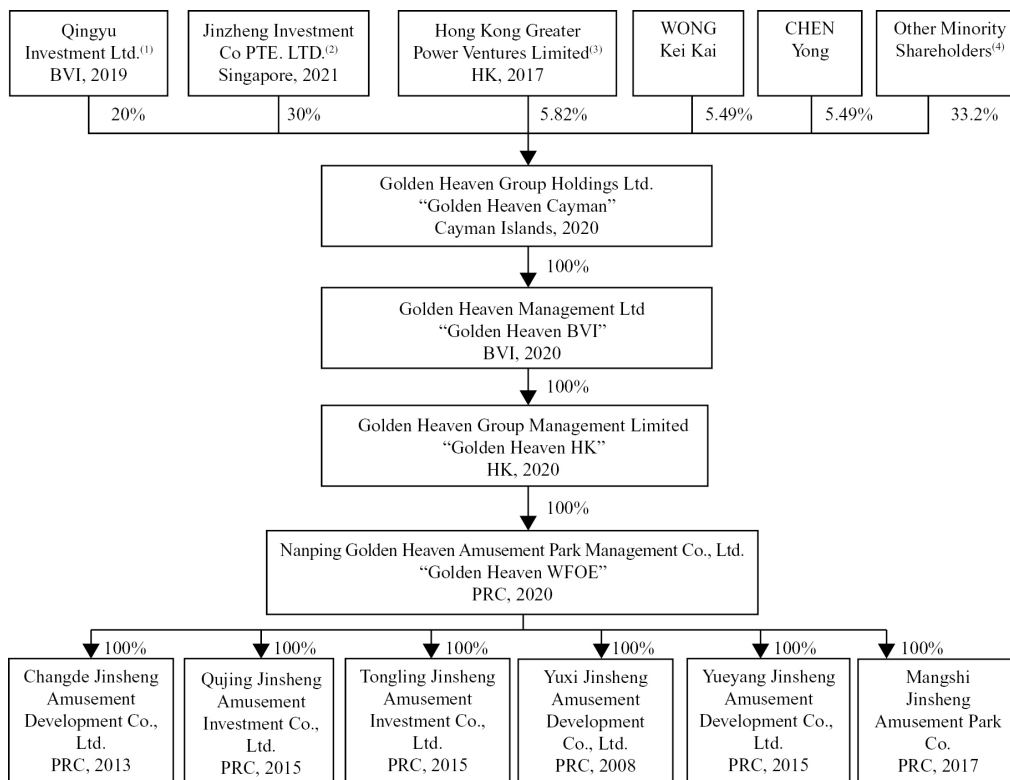 Qingyu
Investment Ltd.(1)
BVI, 2019
Jinzheng Investment
Co PTE. LTD.(2)
Singapore, 2021
Hong Kong Greater
Power Ventures Limited(3)
HK, 2017
WONG
Kei Kai
CHEN
Yong
Other Minority
Shareholders(4)
20%
30%
5.82%
5.49%
5.49%
33.2%
Golden Heaven Group Holdings Ltd.
“Golden Heaven Cayman”
Cayman Islands, 2020
100%
Golden Heaven Management Ltd
“Golden Heaven BVI”
BVI, 2020
100%
Golden Heaven Group Management Limited
“Golden Heaven HK”
HK, 2020
100%
Nanping Golden Heaven Amusement Park Management Co., Ltd.
“Golden Heaven WFOE”
PRC, 2020
100%
100%
100%
100%
100%
100%
Changde Jinsheng
Amusement
Development Co.,
Ltd.
PRC, 2013
Qujing Jinsheng
Amusement
Investment Co.,
Ltd.
PRC, 2015
Tongling Jinsheng
Amusement
Investment Co.,
Ltd.
PRC, 2015
Yuxi Jinsheng
Amusement
Development
Co., Ltd.
PRC, 2008
Yueyang Jinsheng
Amusement
Development Co.,
Ltd.
PRC, 2015
Mangshi
Jinsheng
Amusement Park
Co.
PRC, 2017